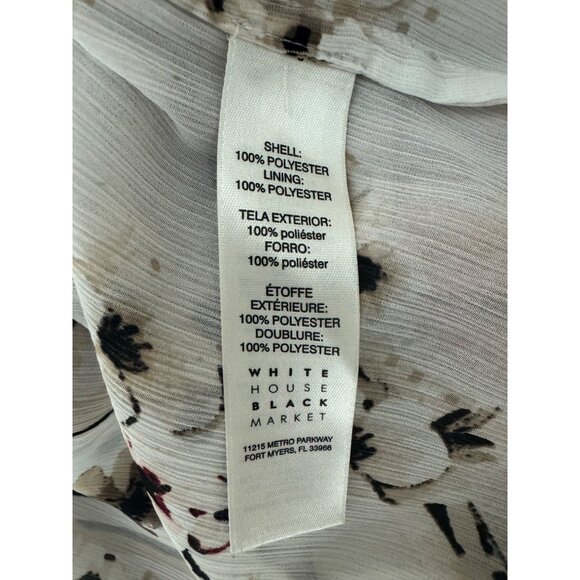 SHELL:
100% POLYESTER
LINING:
100% POLYESTER
TELA EXTERIOR:
100% poliéster
FORRO:
100% poliéster
ÉTOFFE
EXTÉRIEURE:
100% POLYESTER
DOUBLURE:
100% POLYESTER
WHITE
HOUSE
BLACK
MARKET
11215 METRO PARKWAY
FORT MYERS, FL 33966